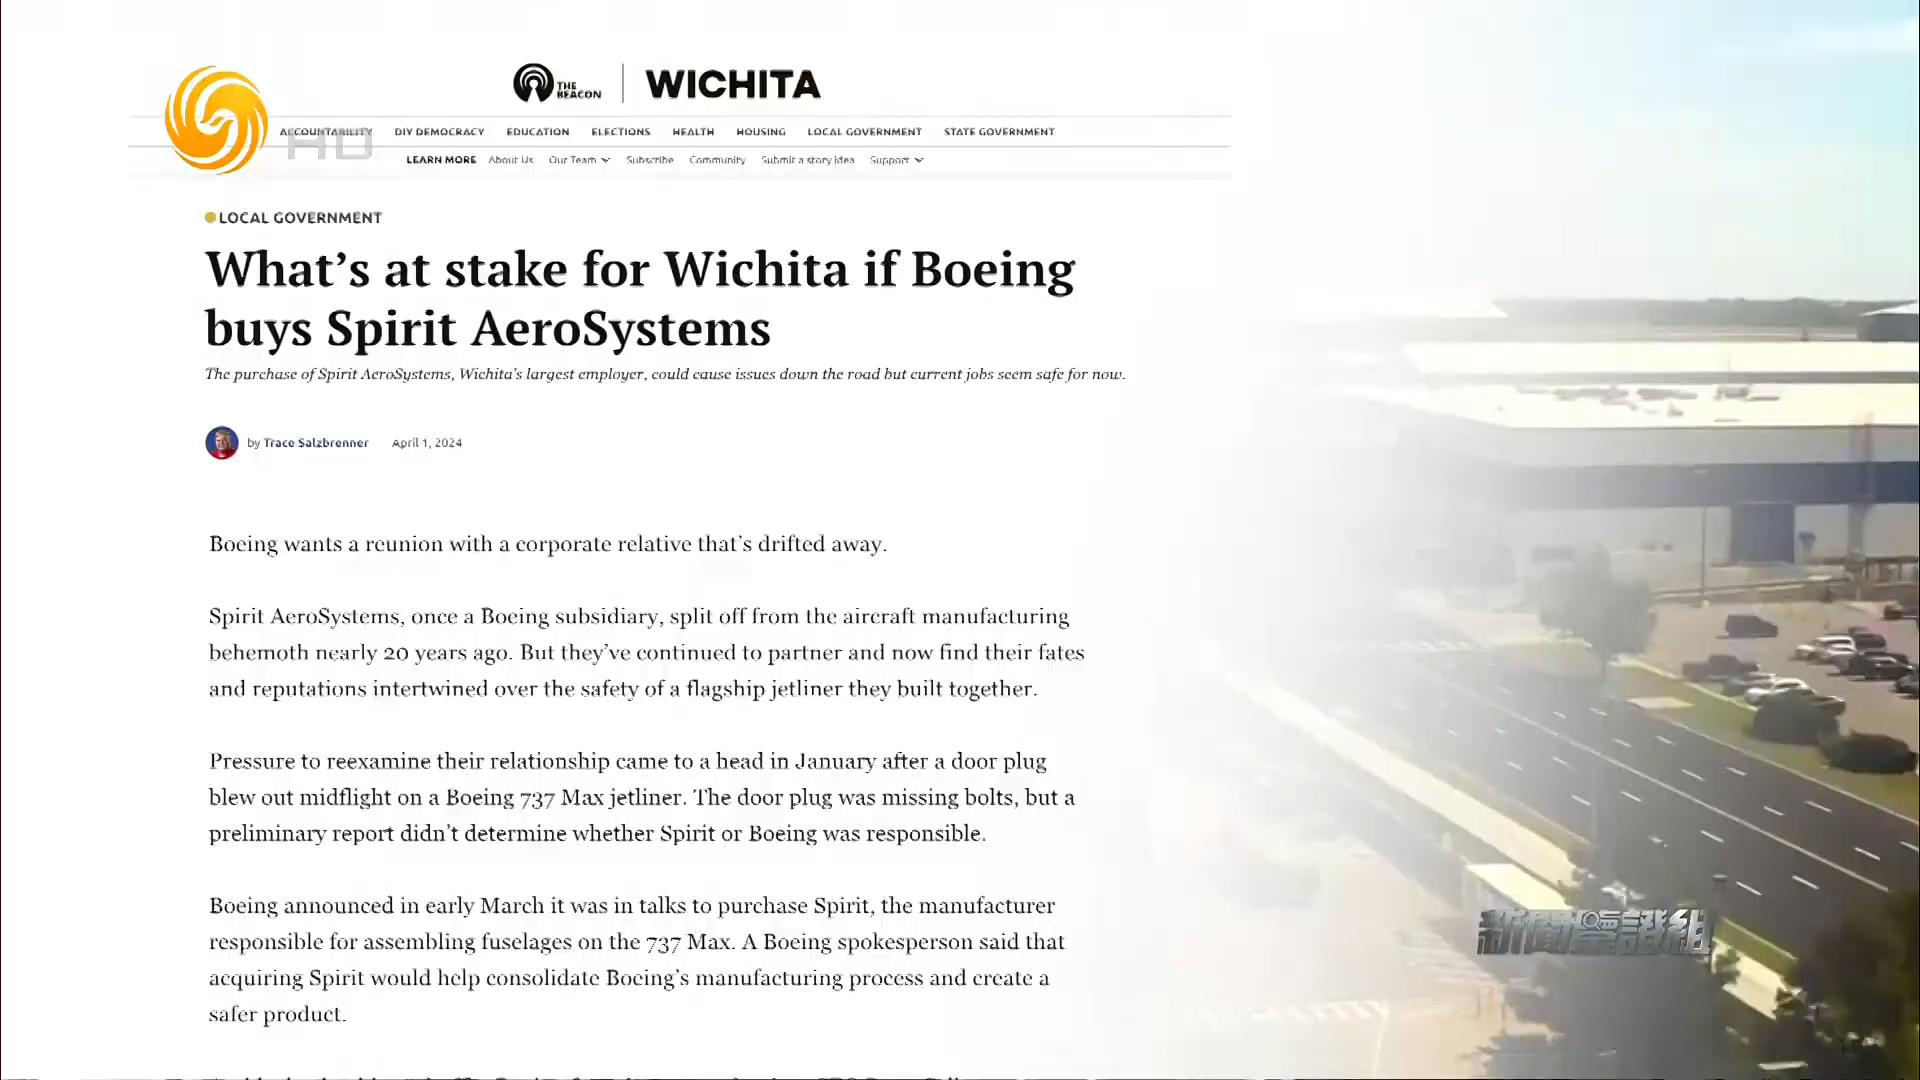 THE
BEACON
WICHITA
ACCOUNTABILITY DIY DEMOCRACY EDUCATION ELECTIONS HEALTH HOUSING LOCAL GOVERNMENT STATE GOVERNMENT
HD
LEARN MORE About Us Our Team Subscribe Community Submit a story idea Support
LOCAL GOVERNMENT
What's at stake for Wichita if Boeing
buys Spirit AeroSystems
The purchase of Spirit AeroSystems, Wichita's largest employer, could cause issues down the road but current jobs seem safe for now.
by Trace Salzbrenner April 1, 2024
Boeing wants a reunion with a corporate relative that's drifted away.
Spirit AeroSystems, once a Boeing subsidiary, split off from the aircraft manufacturing
behemoth nearly 20 years ago. But they've continued to partner and now find their fates
and reputations intertwined over the safety of a flagship jetliner they built together.
Pressure to reexamine their relationship came to a head in January after a door plug
blew out midflight on a Boeing 737 Max jetliner. The door plug was missing bolts, but a
preliminary report didn't determine whether Spirit or Boeing was responsible.
Boeing announced in early March it was in talks to purchase Spirit, the manufacturer
responsible for assembling fuselages on the 737 Max. A Boeing spokesperson said that
acquiring Spirit would help consolidate Boeing's manufacturing process and create a
safer product.
新聞臺證組